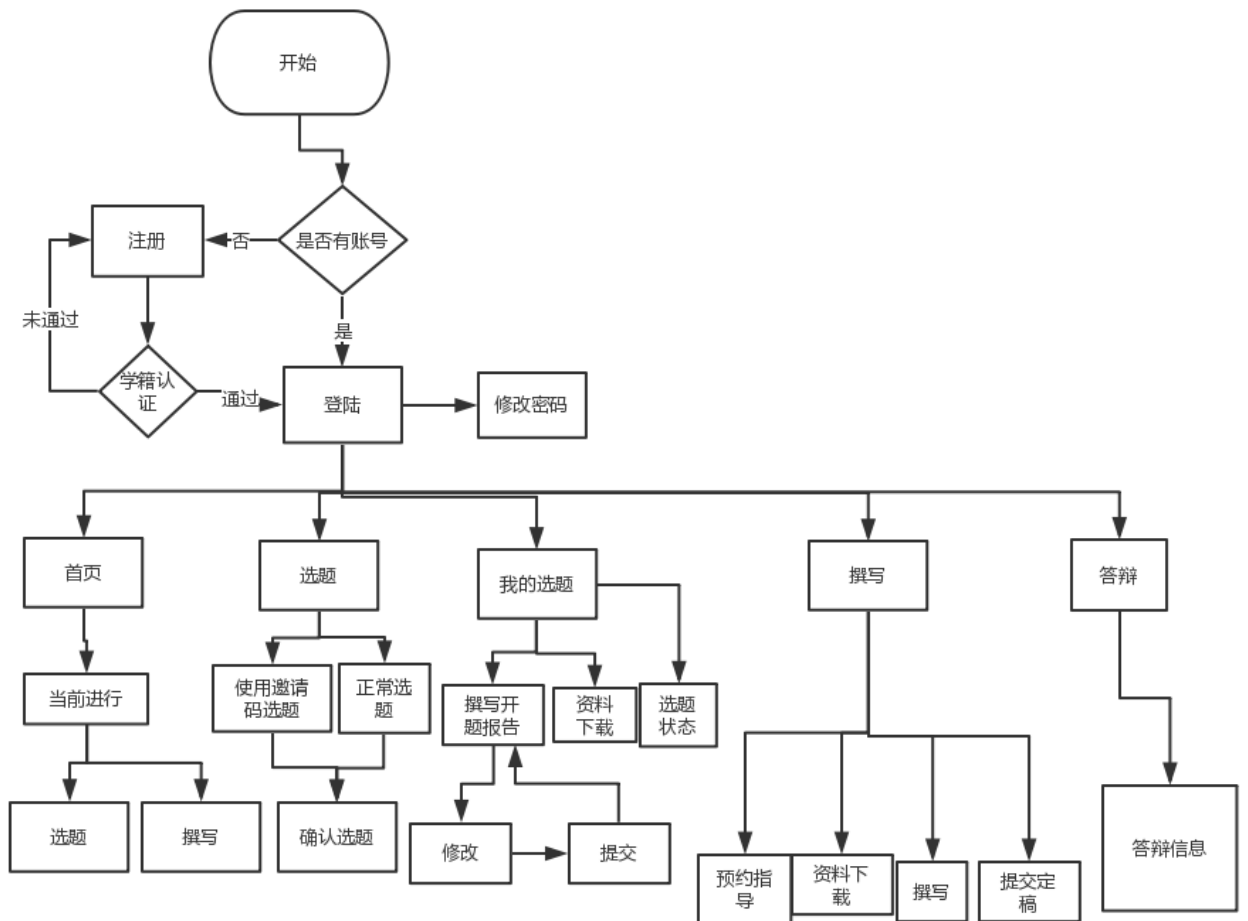 开始
是否有账号
否
注册
未通过
是
学籍认
证
通过
登陆
修改密码
首页
选题
我的选题
撰写
答辩
当前进行
使用邀请
码选题
正常选
题
撰写开
题报告
资料
下载
选题
状态
选题
撰写
确认选题
修改
提交
预约指
导
资料下
载
撰写
提交定
稿
答辩信息